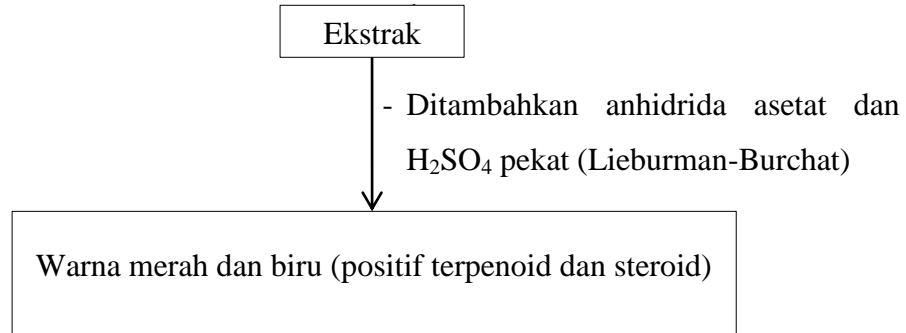 Ekstrak
- Ditambahkan anhidrida asetat dan
H₂SO₄ pekat (Lieburman-Burchat)
Warna merah dan biru (positif terpenoid dan steroid)